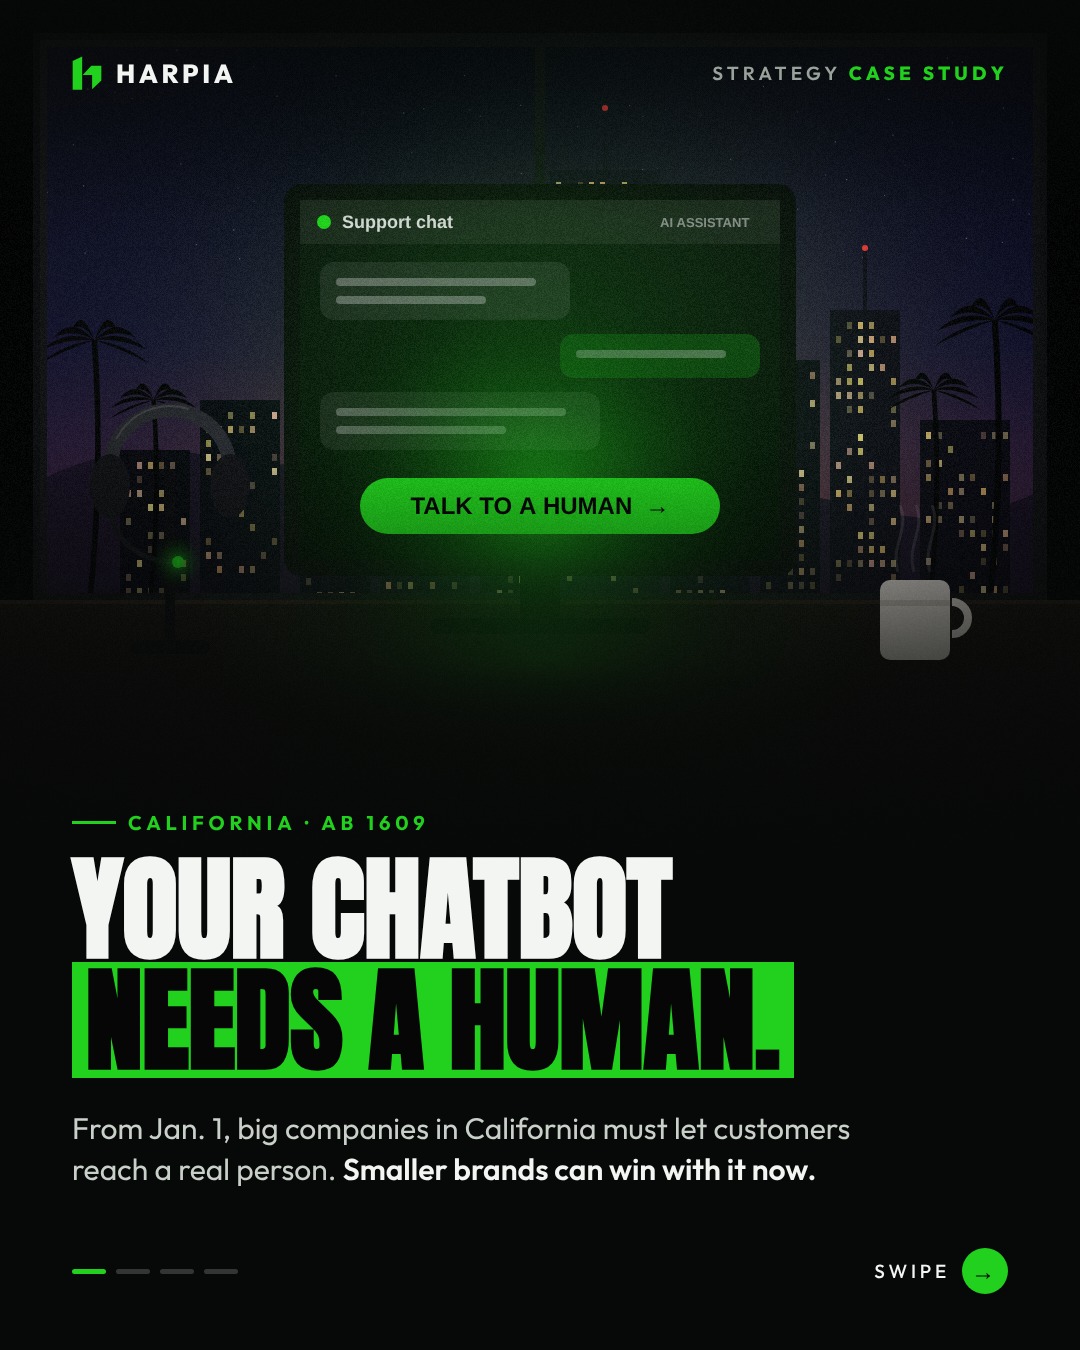 HARPIA
STRATEGY CASE STUDY
Support chat
AI ASSISTANT
TALK TO A HUMAN →
CALIFORNIA · AB 1609
YOUR CHATBOT
NEEDS A HUMAN.
From Jan. 1, big companies in California must let customers
reach a real person. Smaller brands can win with it now.
SWIPE →